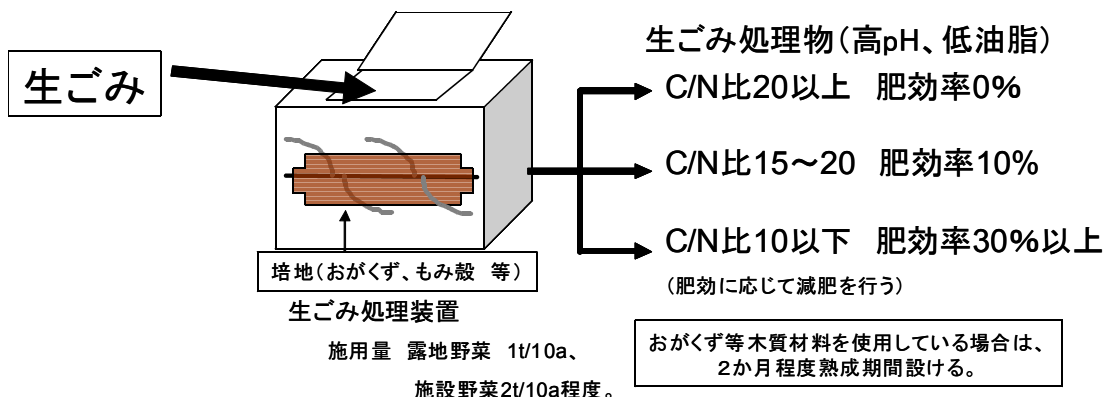 生ごみ
生ごみ処理物(高pH、低油脂)
C/N比20以上　肥効率0%
C/N比15～20　肥効率10%
C/N比10以下　肥効率30%以上
(肥効に応じて減肥を行う)
培地(おがくず、もみ殻　等)
生ごみ処理装置
施用量　露地野菜　1t/10a、
施設野菜2t/10a程度。
おがくず等木質材料を使用している場合は、
２か月程度熟成期間設ける。